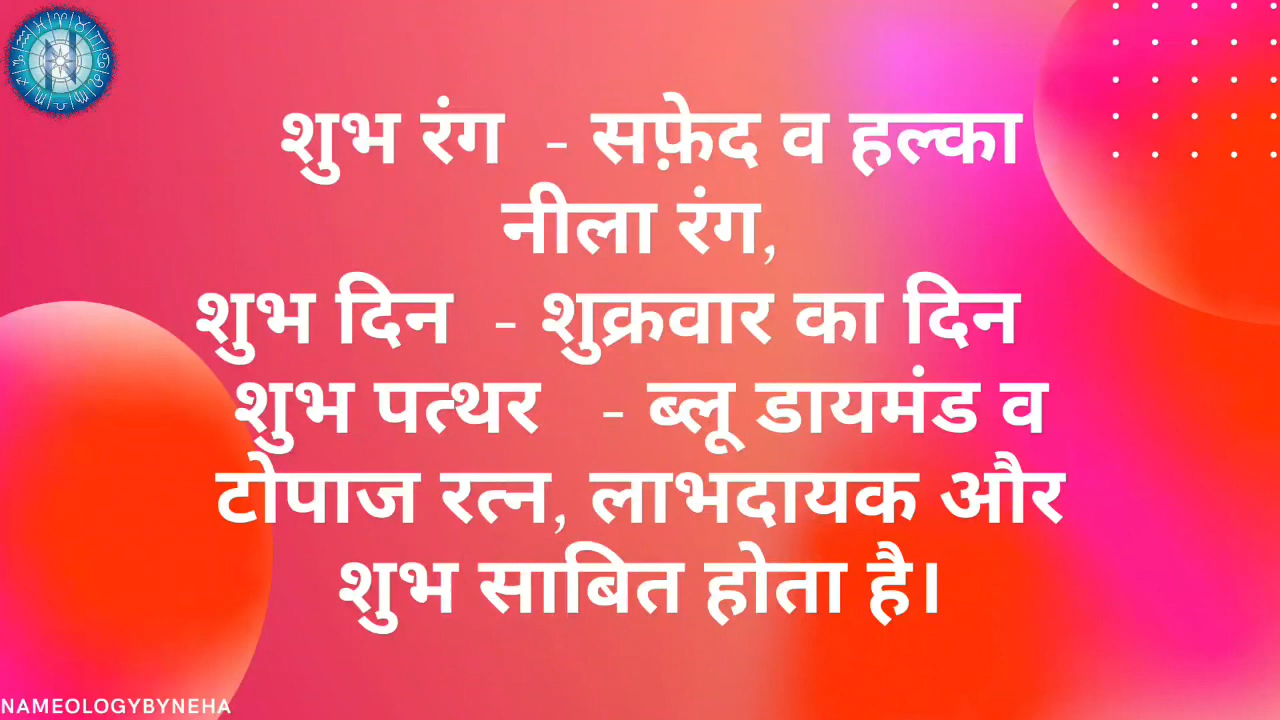 शुभ रंग - सफ़ेद व हल्का
नीला रंग,
शुभ दिन - शुक्रवार का दिन
शुभ पत्थर - ब्लू डायमंड व
टोपाज रत्न, लाभदायक और
शुभ साबित होता है।
NAMEOLOGYBYNEHA